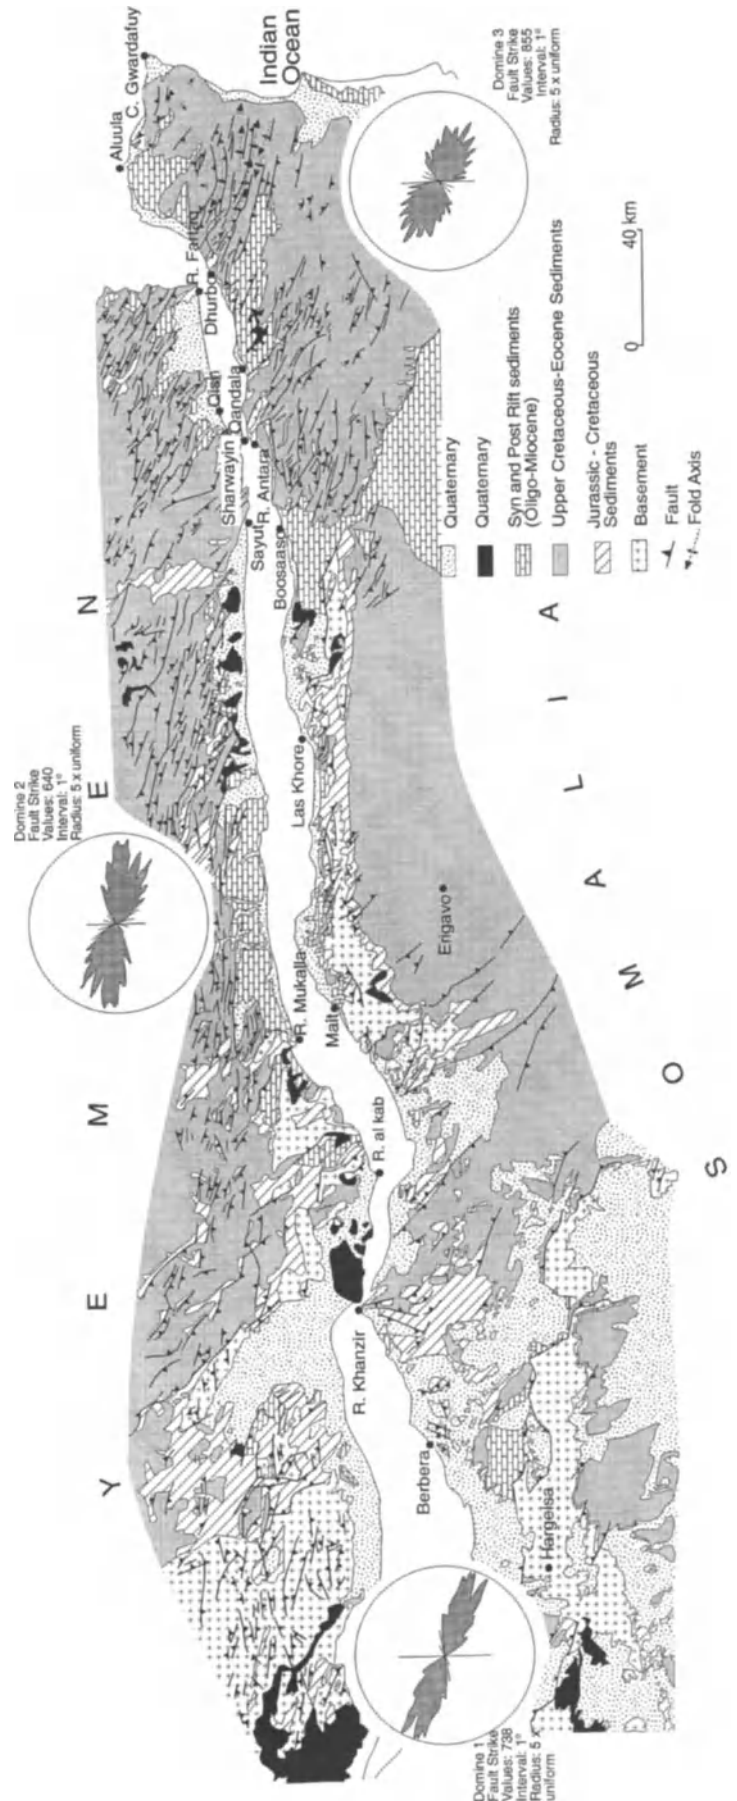 Domine 1
Fault Strike
Values: 738
Interval: 1°
Radius: 5 x
uniform
Domine 2
Fault Strike
Values: 640
Interval: 1°
Radius: 5 x uniform
Domine 3
Fault Strike
Values: 855
Interval: 1°
Radius: 5 x uniform
Y E M E N
S O M A L I A
Indian
Ocean
Hargeisa
Berbera
R. Khanzir
R. al kab
R. Mukalla
Mait
Erigavo
Las Khore
Boosaaso
Sayut
R. Antara
Sharwayin
Qandala
Qish
Dhurbo
R. Fartaq
Aluula
C. Gwardafuy
Quaternary
Quaternary
Syn and Post Rift sediments
(Oligo-Miocene)
Upper Cretaceous-Eocene Sediments
Jurassic - Cretaceous
Sediments
Basement
Fault
Fold Axis
0 40 km